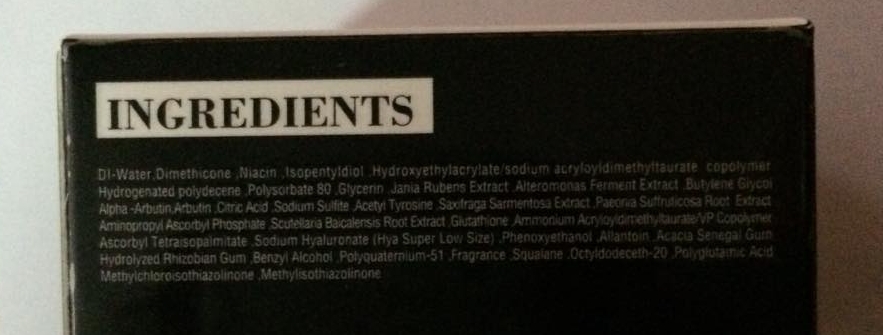 INGREDIENTS
DI-Water ,Dimethicone ,Niacin ,Isopentyldiol ,Hydroxyethylacrylate/sodium acryloyldimethyltaurate copolymer
Hydrogenated polydecene ,Polysorbate 80 ,Glycerin ,Jania Rubens Extract ,Alteromonas Ferment Extract ,Butylene Glycol
Alpha -Arbutin,Arbutin ,Citric Acid ,Sodium Sulfite ,Acetyl Tyrosine ,Saxifraga Sarmentosa Extract ,Paeonia Suffruticosa Root Extract
Aminopropyl Ascorbyl Phosphate ,Scutellaria Baicalensis Root Extract ,Glutathione ,Ammonium Acryloyldimethyltaurate/VP Copolymer
Ascorbyl Tetraisopalmitate ,Sodium Hyaluronate (Hya Super Low Size) ,Phenoxyethanol ,Allantoin ,Acacia Senegal Gum
Hydrolyzed Rhizobian Gum ,Benzyl Alcohol ,Polyquaternium-51 ,Fragrance ,Squalane ,Octyldodeceth-20 ,Polyglutamic Acid
Methylchloroisothiazolinone ,Methylisothiazolinone